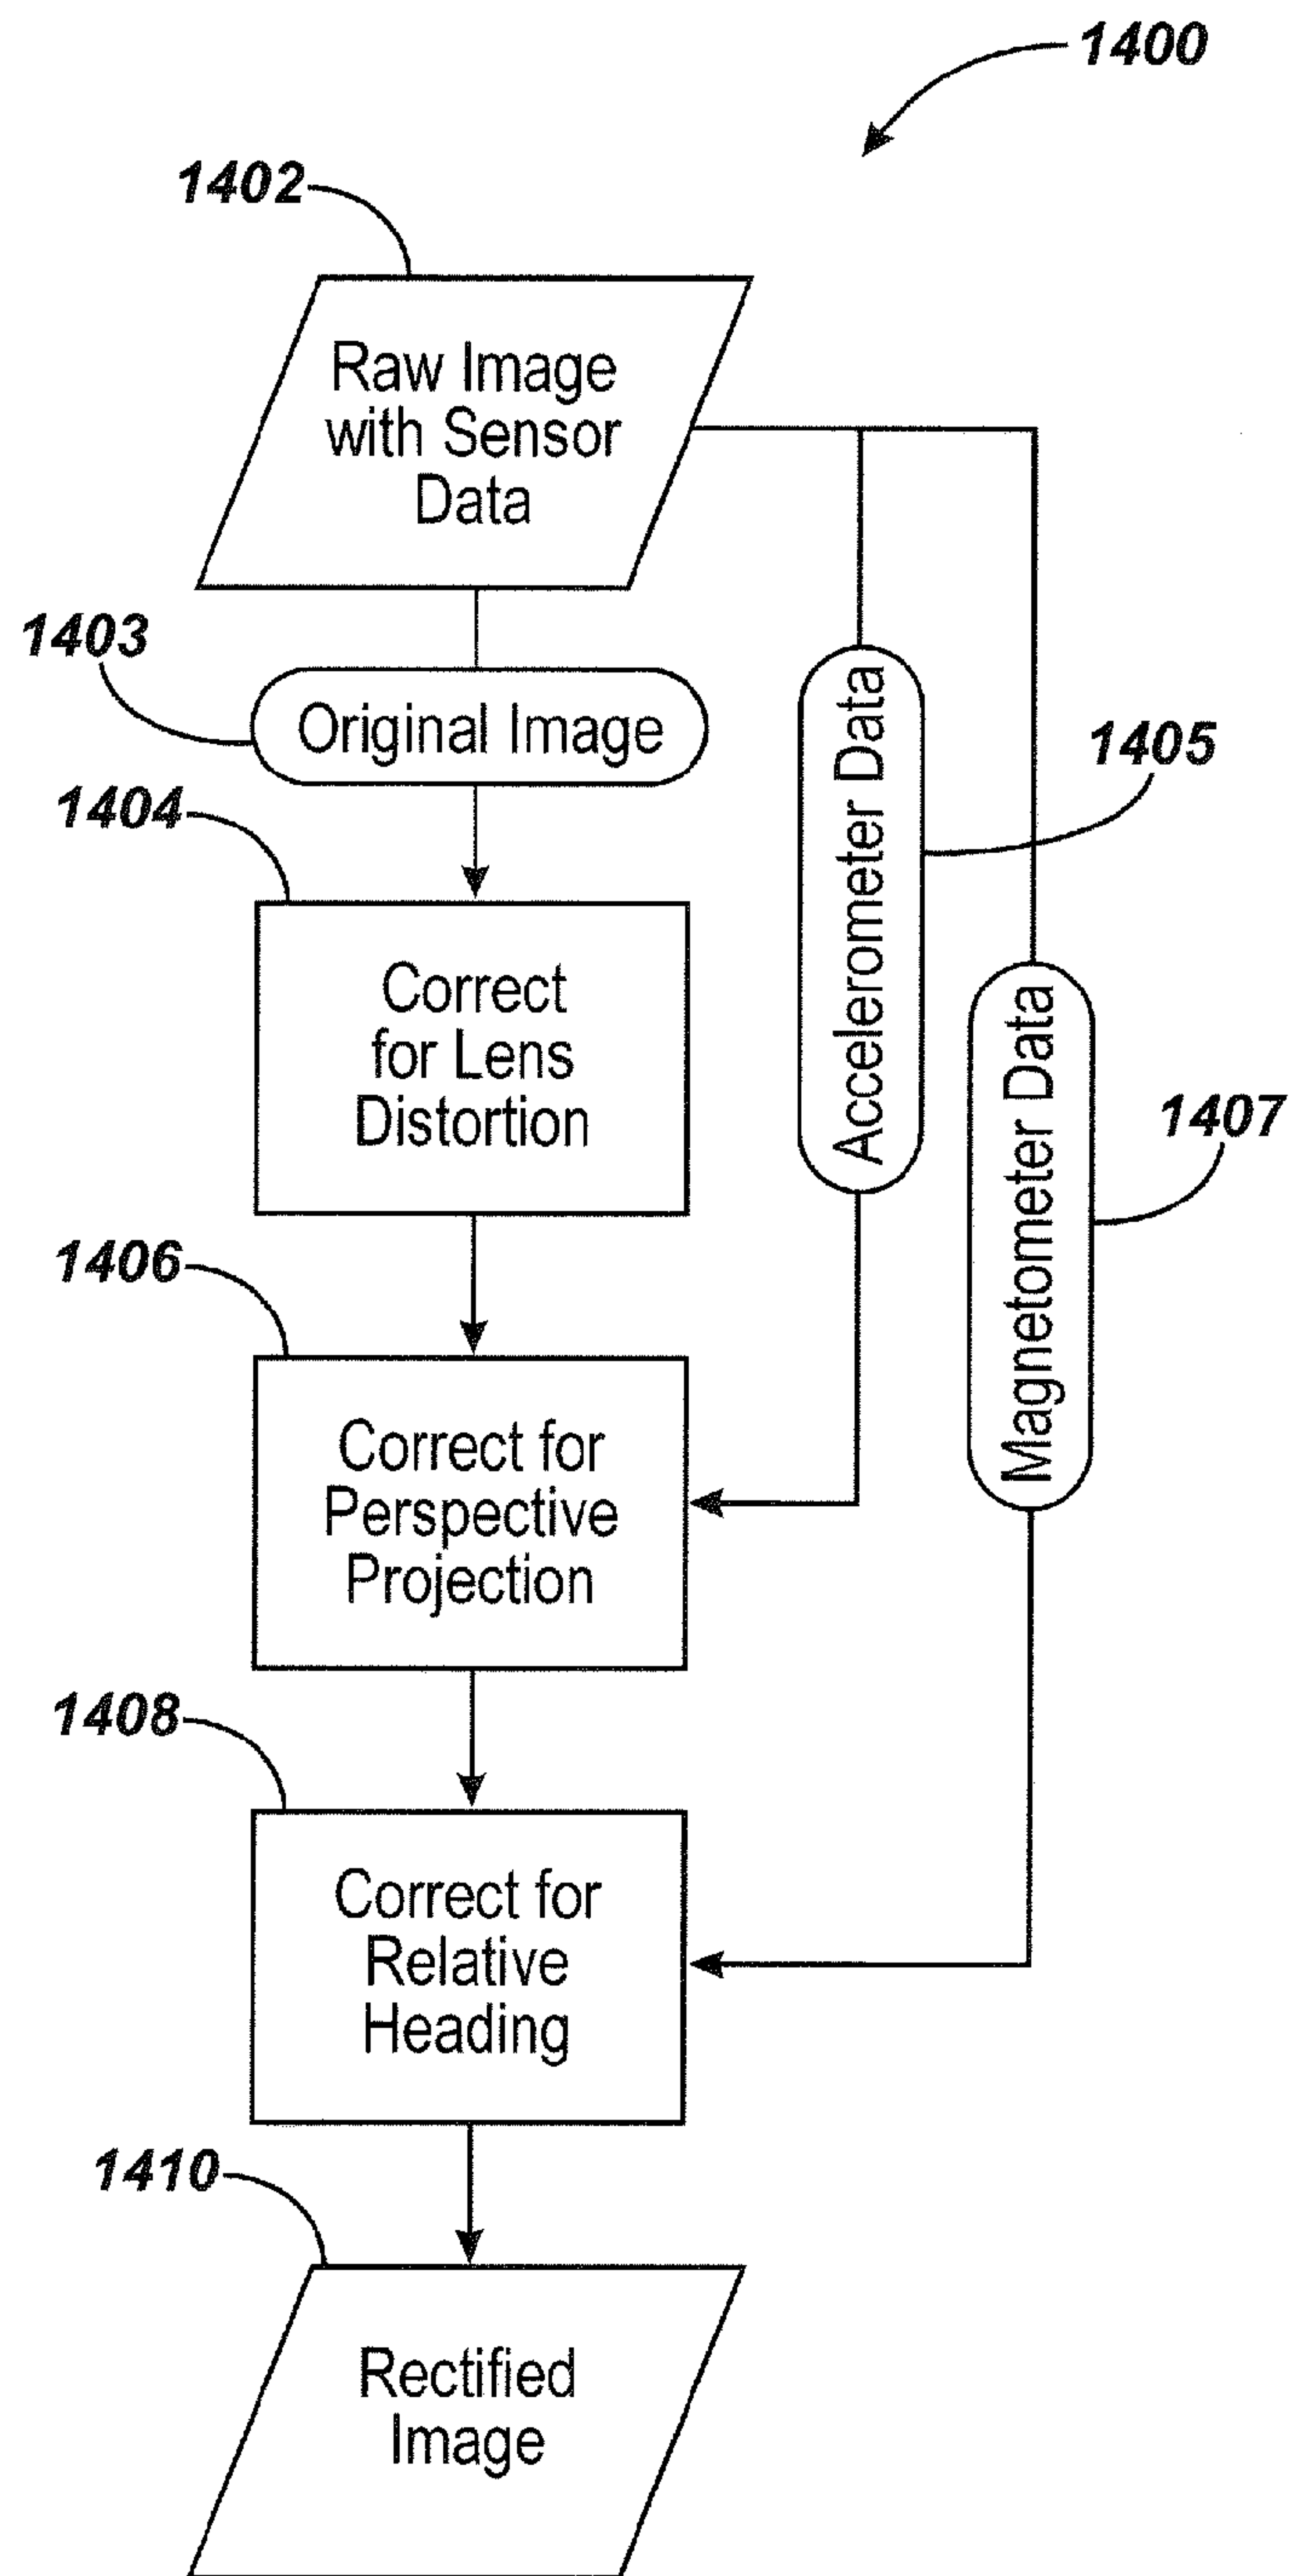 1400
1402
Raw Image
with Sensor
Data
1403
Original Image
1404
Accelerometer Data
1405
Correct
for Lens
Distortion
Magnetometer Data
1407
1406
Correct for
Perspective
Projection
1408
Correct for
Relative
Heading
1410
Rectified
Image